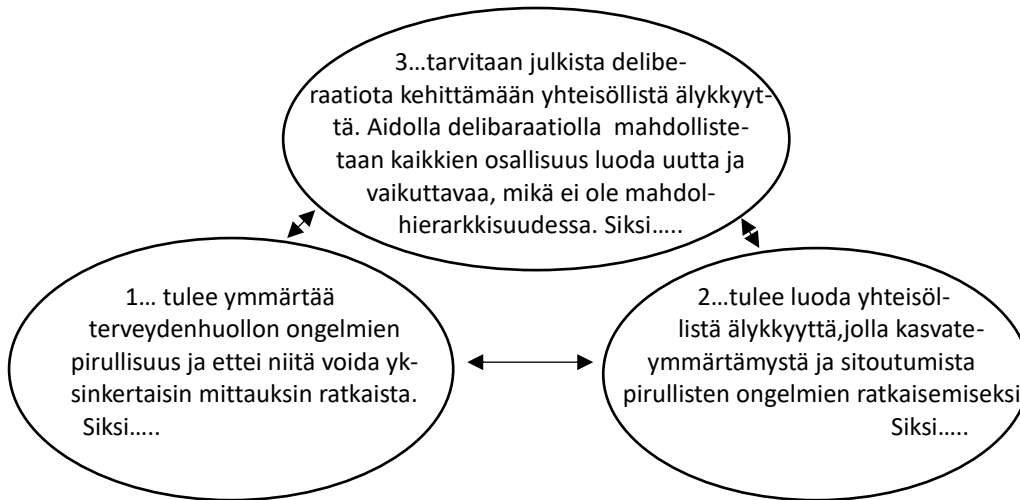 3…tarvitaan julkista delibe-
raatiota kehittämään yhteisöllistä älykkyyt-
tä. Aidolla delibaraatiolla mahdolliste-
taan kaikkien osallisuus luoda uutta ja
vaikuttavaa, mikä ei ole mahdol-
hierarkkisuudessa. Siksi…..
1… tulee ymmärtää
terveydenhuollon ongelmien
pirullisuus ja ettei niitä voida yk-
sinkertaisin mittauksin ratkaista.
Siksi…..
2…tulee luoda yhteisöl-
listä älykkyyttä,jolla kasvate-
ymmärtämystä ja sitoutumista
pirullisten ongelmien ratkaisemiseksi
Siksi…..